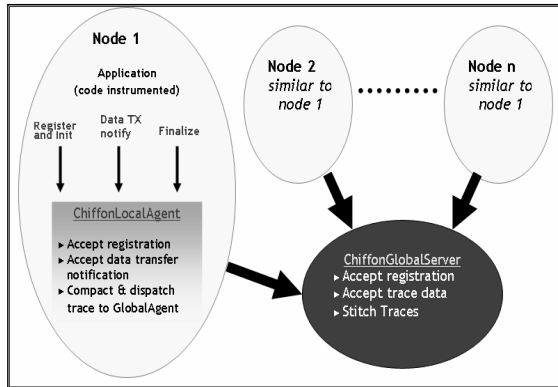 Node 1
Application
(code instrumented)
Register
and Init
Data TX
notify
Finalize
ChiffonLocalAgent
▸ Accept registration
▸ Accept data transfer
notification
▸ Compact & dispatch
trace to GlobalAgent
Node 2
similar to
node 1
Node n
similar to
node 1
ChiffonGlobalServer
▸ Accept registration
▸ Accept trace data
▸ Stitch Traces